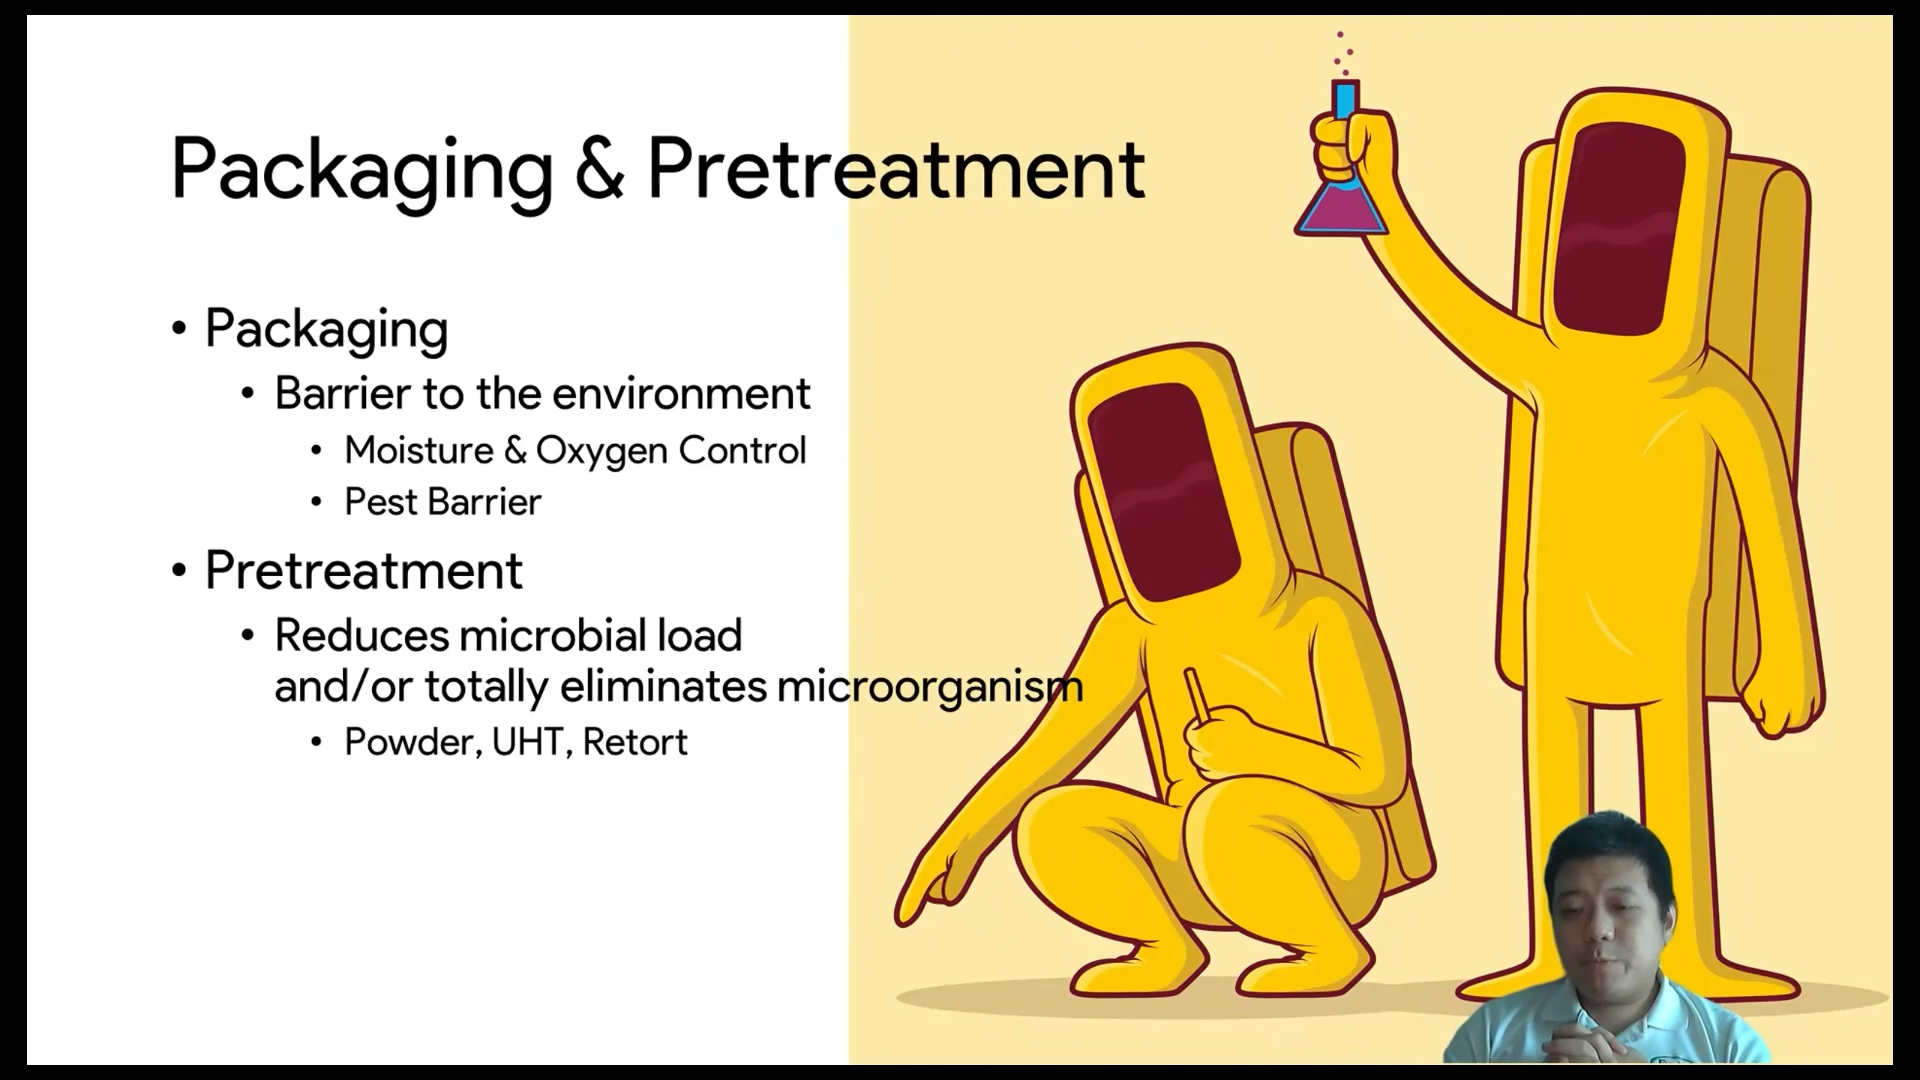 Packaging & Pretreatment
• Packaging
• Barrier to the environment
• Moisture & Oxygen Control
• Pest Barrier
• Pretreatment
• Reduces microbial load
and/or totally eliminates microorganism
• Powder, UHT, Retort